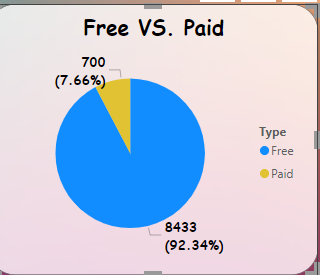 Free VS. Paid
700
(7.66%)
Type
Free
Paid
8433
(92.34%)